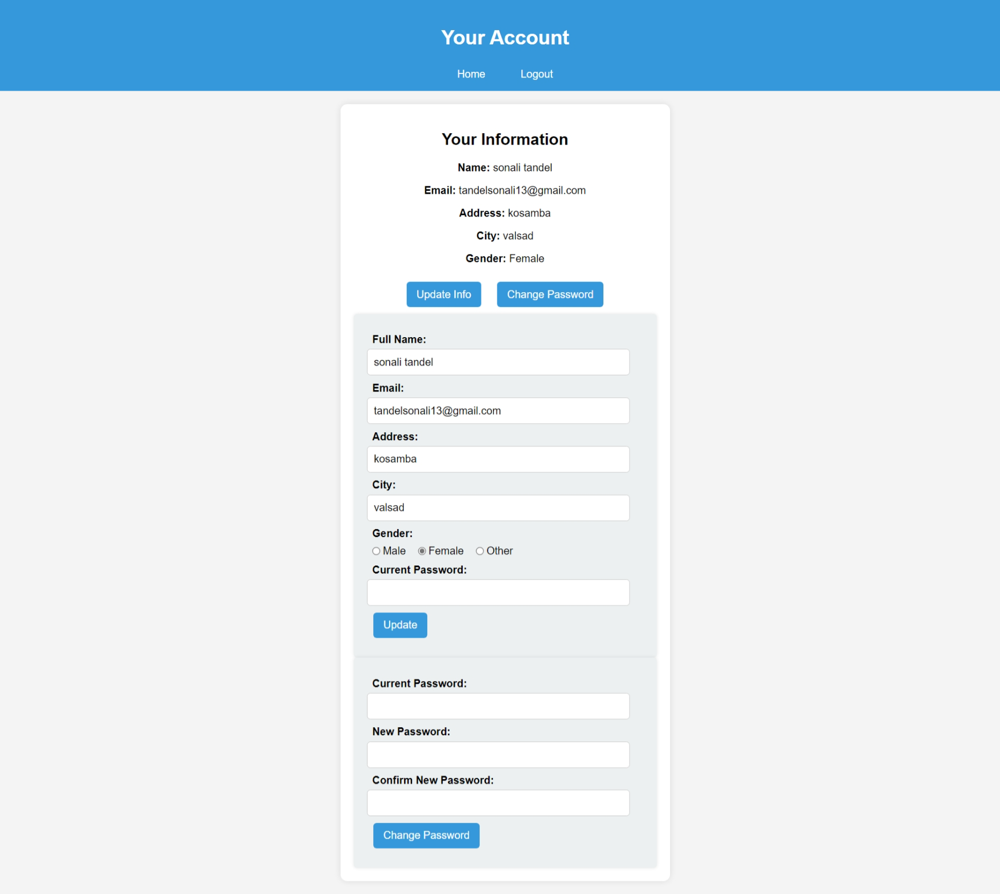 Your Account
Home Logout
Your Information
Name: sonali tandel
Email: tandelsonali13@gmail.com
Address: kosamba
City: valsad
Gender: Female
Update Info Change Password
Full Name:
sonali tandel
Email:
tandelsonali13@gmail.com
Address:
kosamba
City:
valsad
Gender:
Male Female Other
Current Password:
Update
Current Password:
New Password:
Confirm New Password:
Change Password